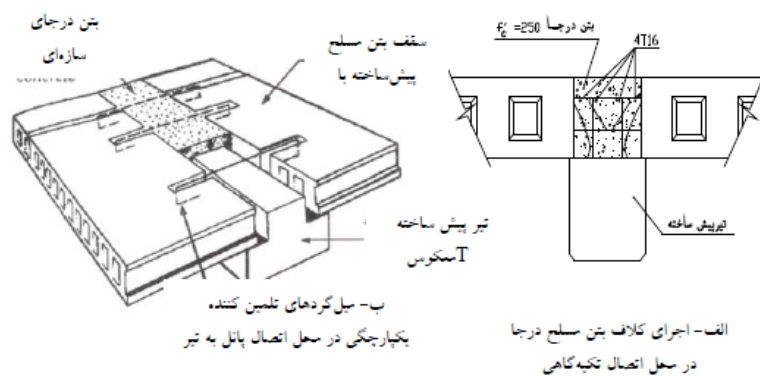 بتن درجای
سازه‌ای
سقف بتن مسلح
پیش‌ساخته با
تیر پیش ساخته
Tمعکوس
ب- میل‌گردهای تلمین کننده
یکپارچگی در محل اتصال پانل به تیر
بتن درجا f'c =250
4T16
تیرپیش ساخته
الف- اجرای کلاف بتن مسلح درجا
در محل اتصال تکیه‌گاهی